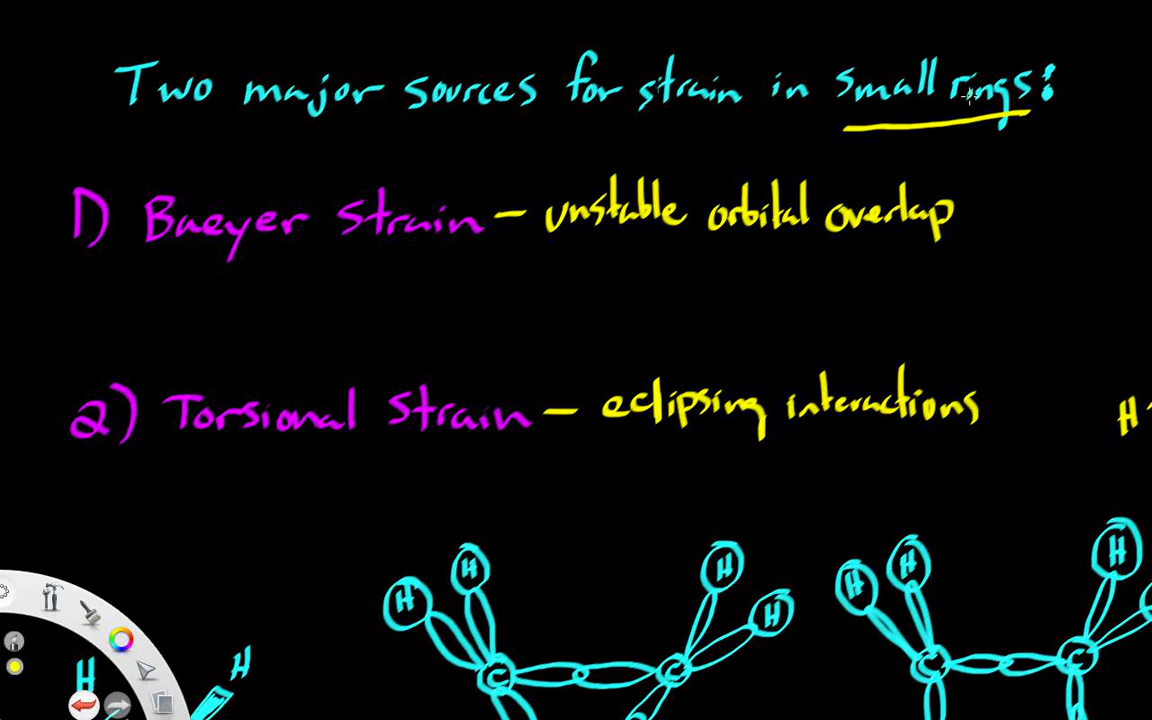 Two major sources for strain in small rings:
1) Baeyer Strain - unstable orbital overlap
2) Torsional Strain - eclipsing interactions
H
H H H H H H H
C C C C
H H